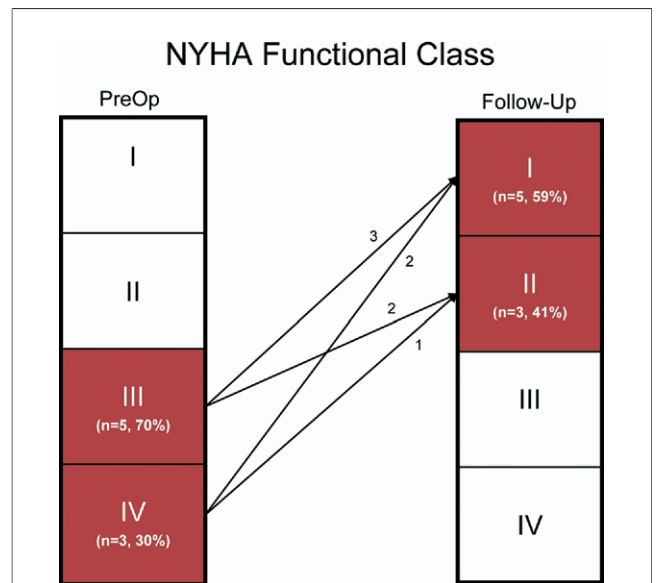 NYHA Functional Class
PreOp
Follow-Up
I
II
III
(n=5, 70%)
IV
(n=3, 30%)
3
2
2
1
I
(n=5, 59%)
II
(n=3, 41%)
III
IV